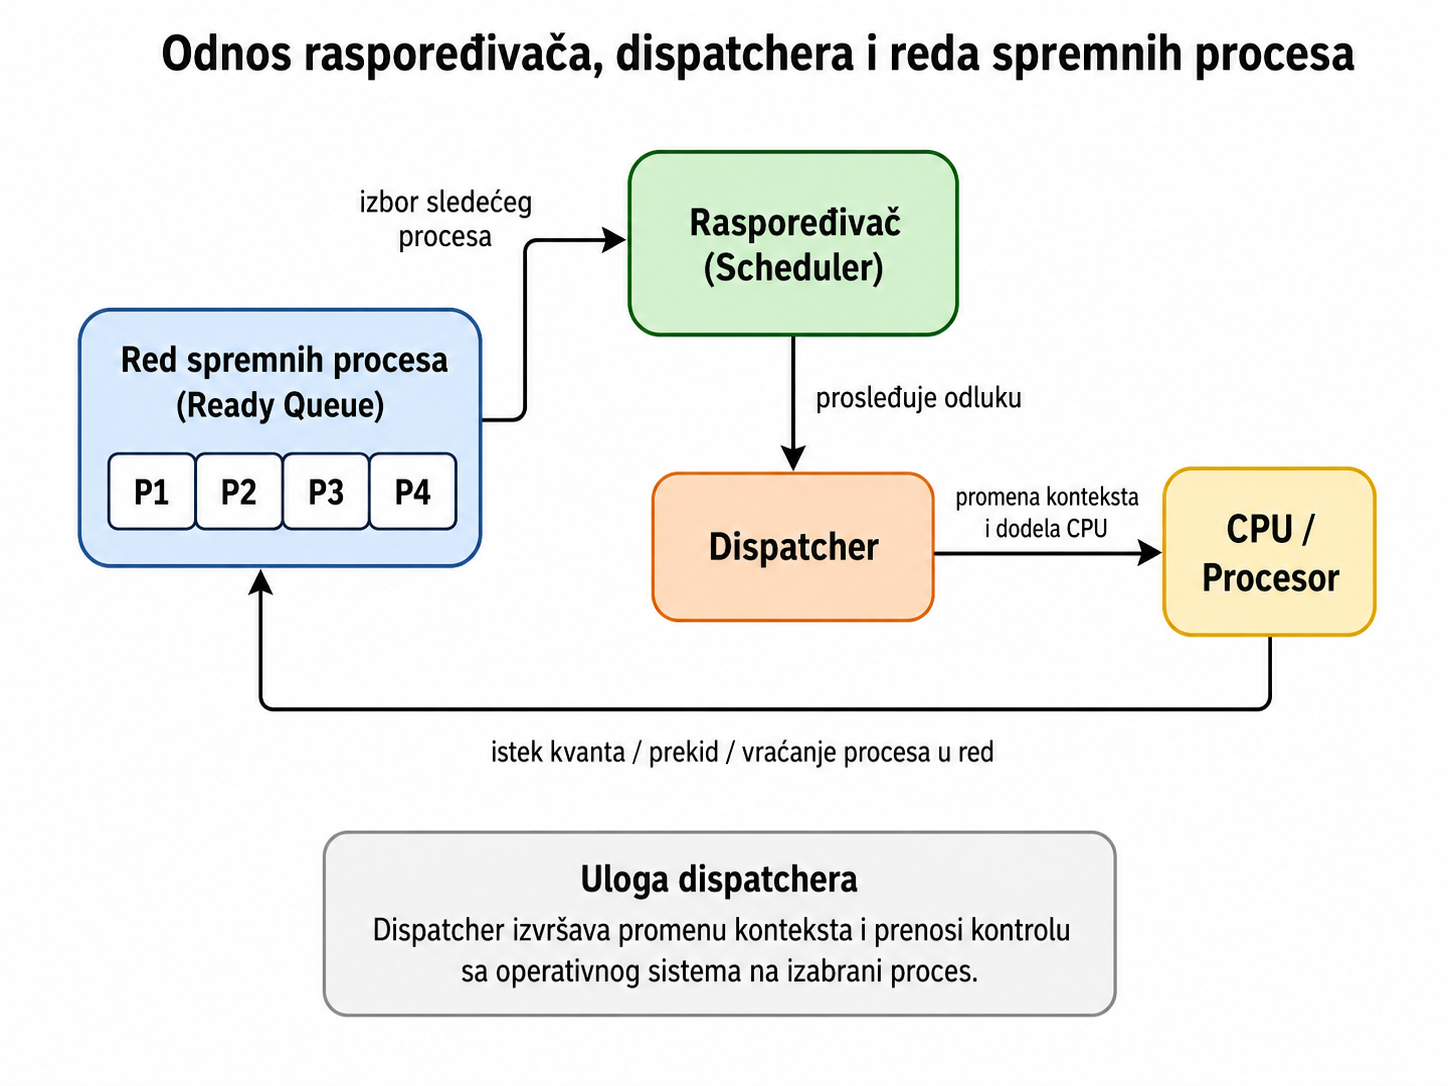 Odnos raspoređivača, dispatchera i reda spremnih procesa
izbor sledećeg
procesa
Raspoređivač
(Scheduler)
Red spremnih procesa
(Ready Queue)
P1 P2 P3 P4
prosleđuje odluku
Dispatcher
promena konteksta
i dodela CPU
CPU /
Procesor
istek kvanta / prekid / vraćanje procesa u red
Uloga dispatchera
Dispatcher izvršava promenu konteksta i prenosi kontrolu
sa operativnog sistema na izabrani proces.